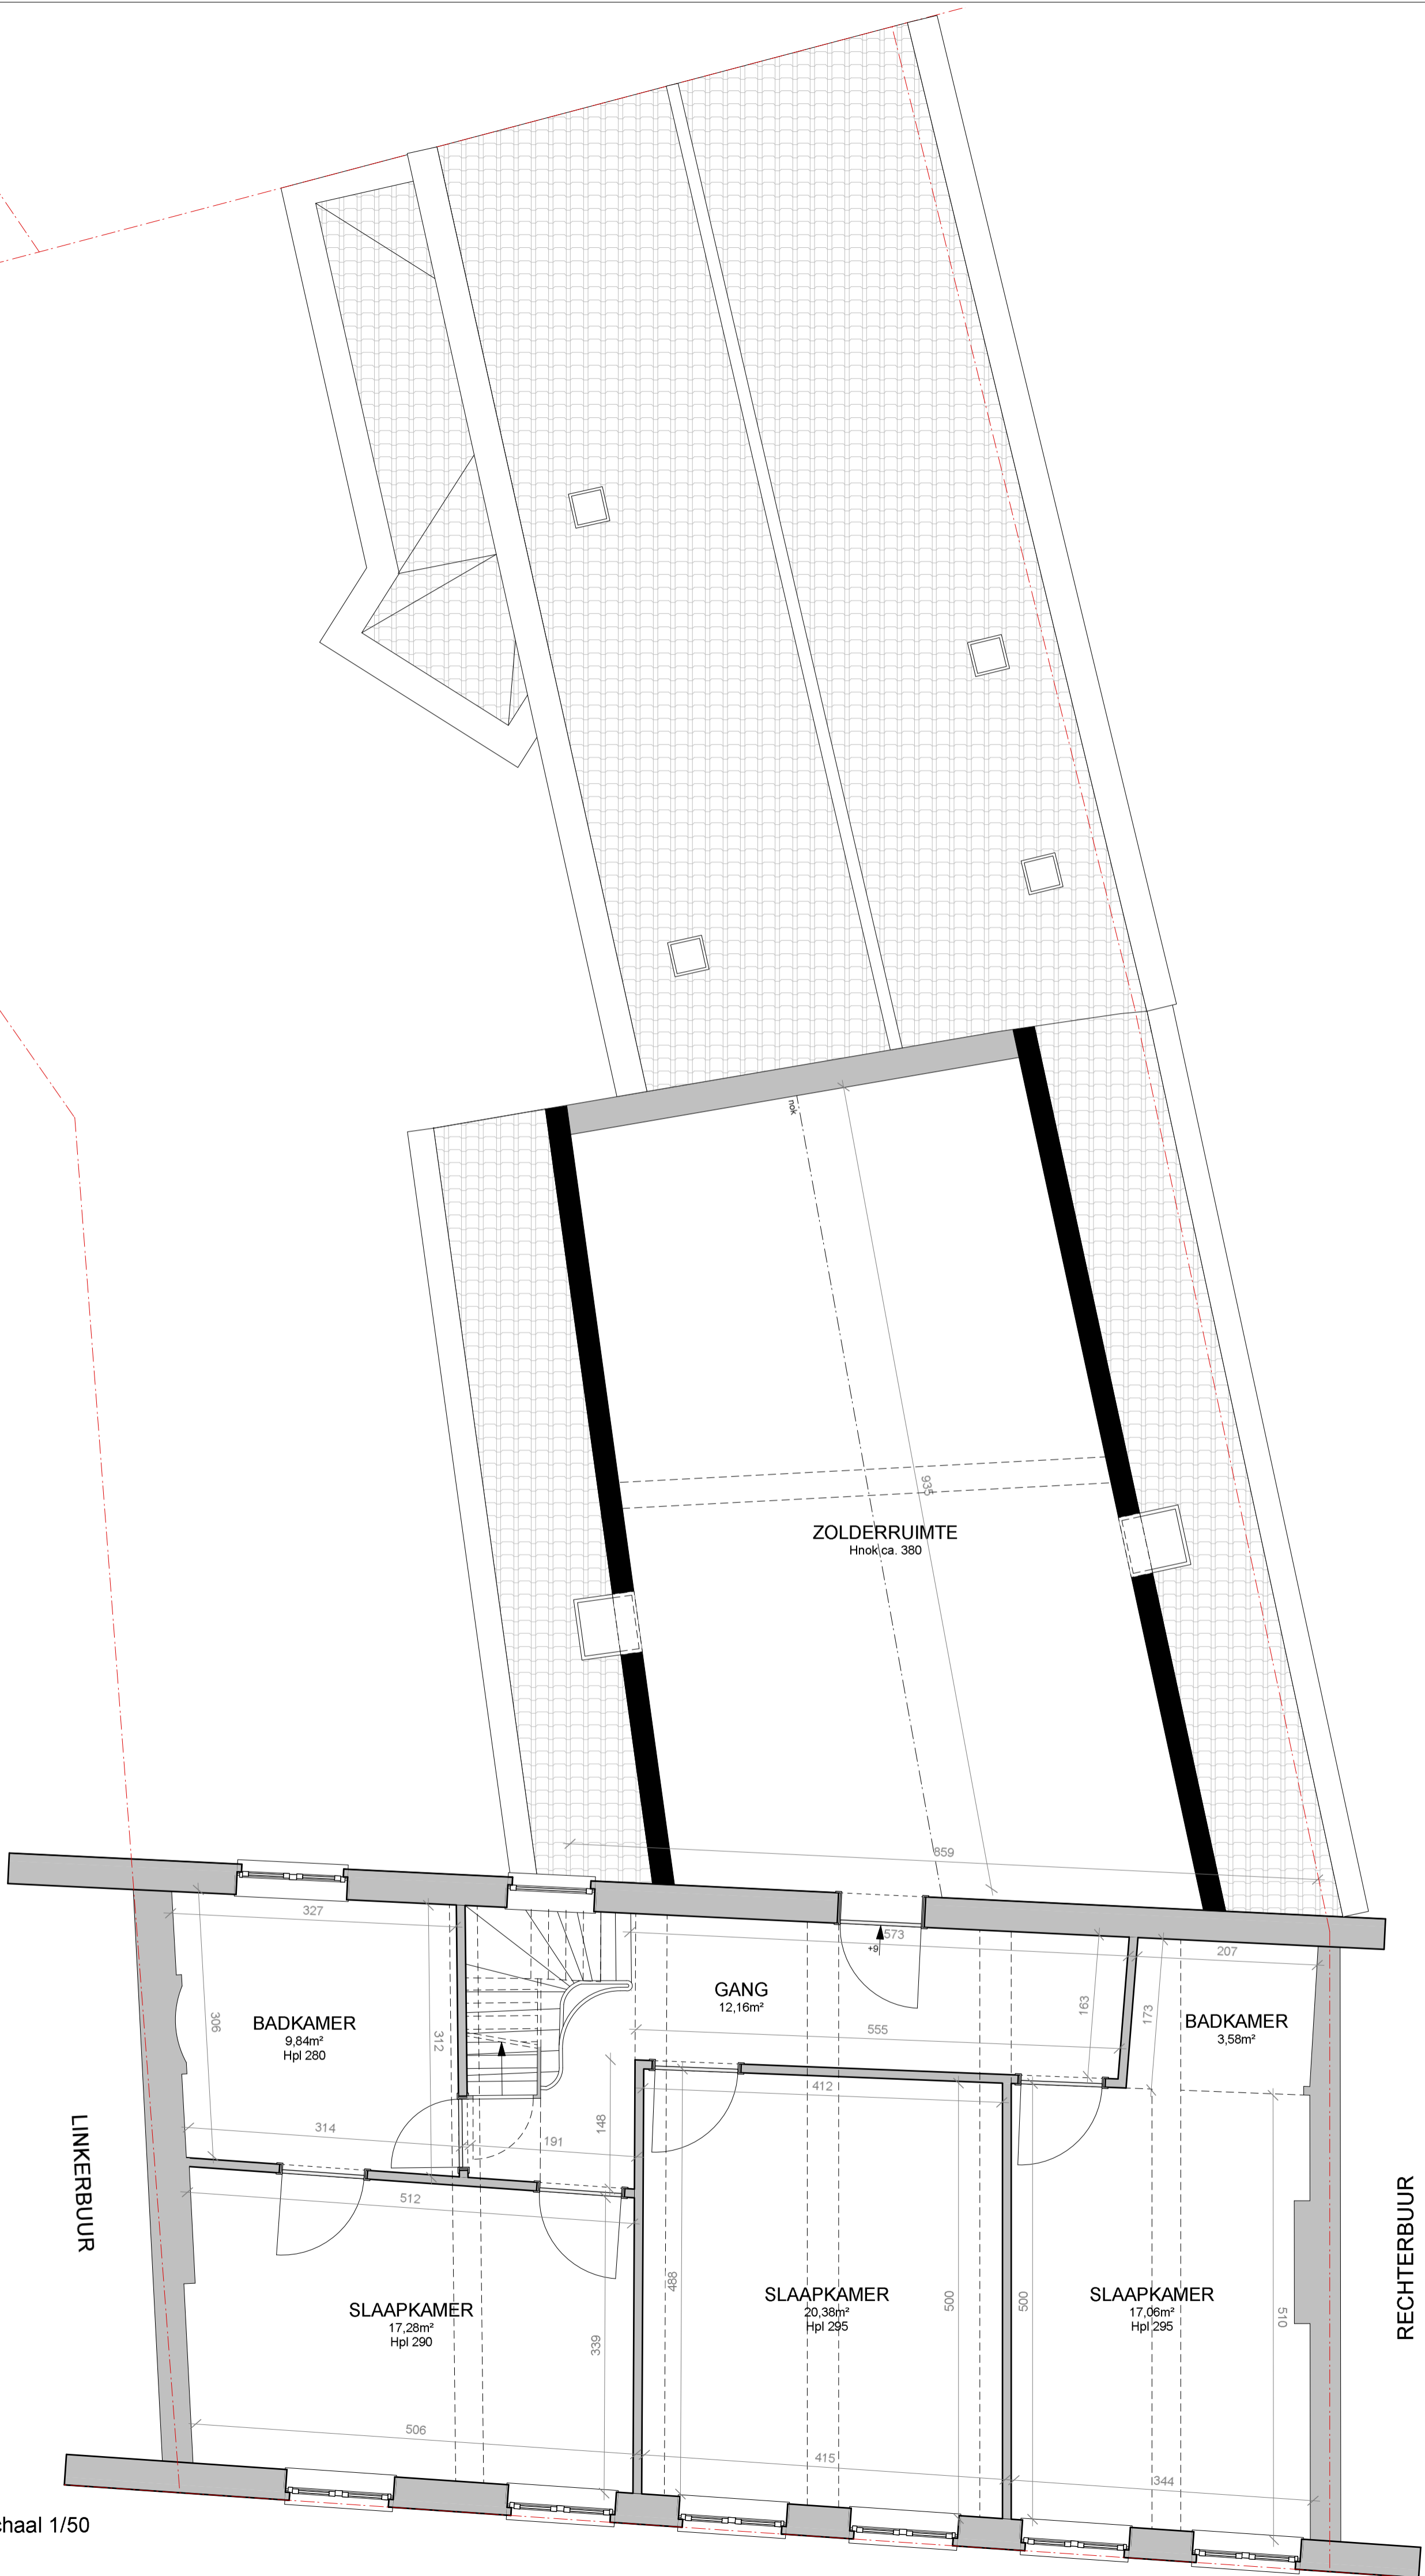 nok
935
ZOLDERRUIMTE
Hnok ca. 380
859
327
573
+9
207
GANG
12,16m²
163
173
BADKAMER
3,58m²
306
BADKAMER
9,84m²
Hpl 280
312
555
412
314
191
148
LINKERBUUR
512
488
500
500
510
RECHTERBUUR
SLAAPKAMER
17,28m²
Hpl 290
339
SLAAPKAMER
20,38m²
Hpl 295
SLAAPKAMER
17,06m²
Hpl 295
506
415
344
chaal 1/50